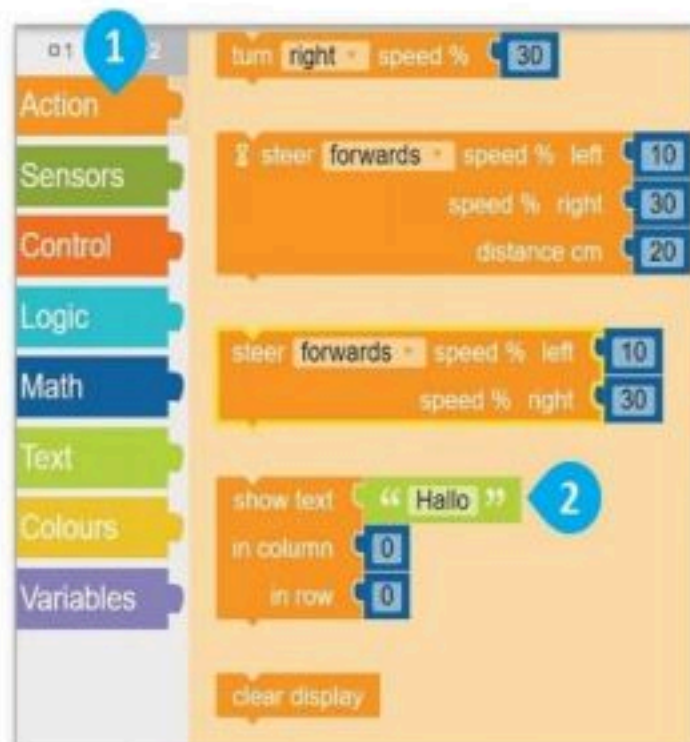 1
1
2
Action
Sensors
Control
Logic
Math
Text
Colours
Variables
turn right speed % 30
steer forwards speed % left 10
speed % right 30
distance cm 20
steer forwards speed % left 10
speed % right 30
show text “ Hallo ” 2
in column 0
in row 0
clear display